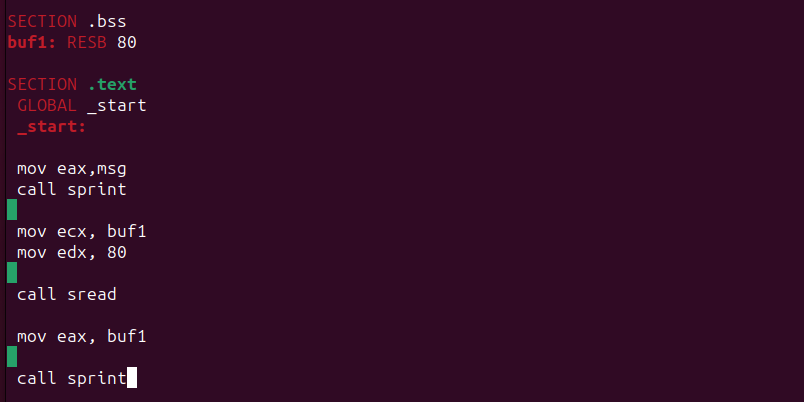 SECTION .bss
buf1: RESB 80
SECTION .text
GLOBAL _start
_start:
mov eax,msg
call sprint
mov ecx, buf1
mov edx, 80
call sread
mov eax, buf1
call sprint